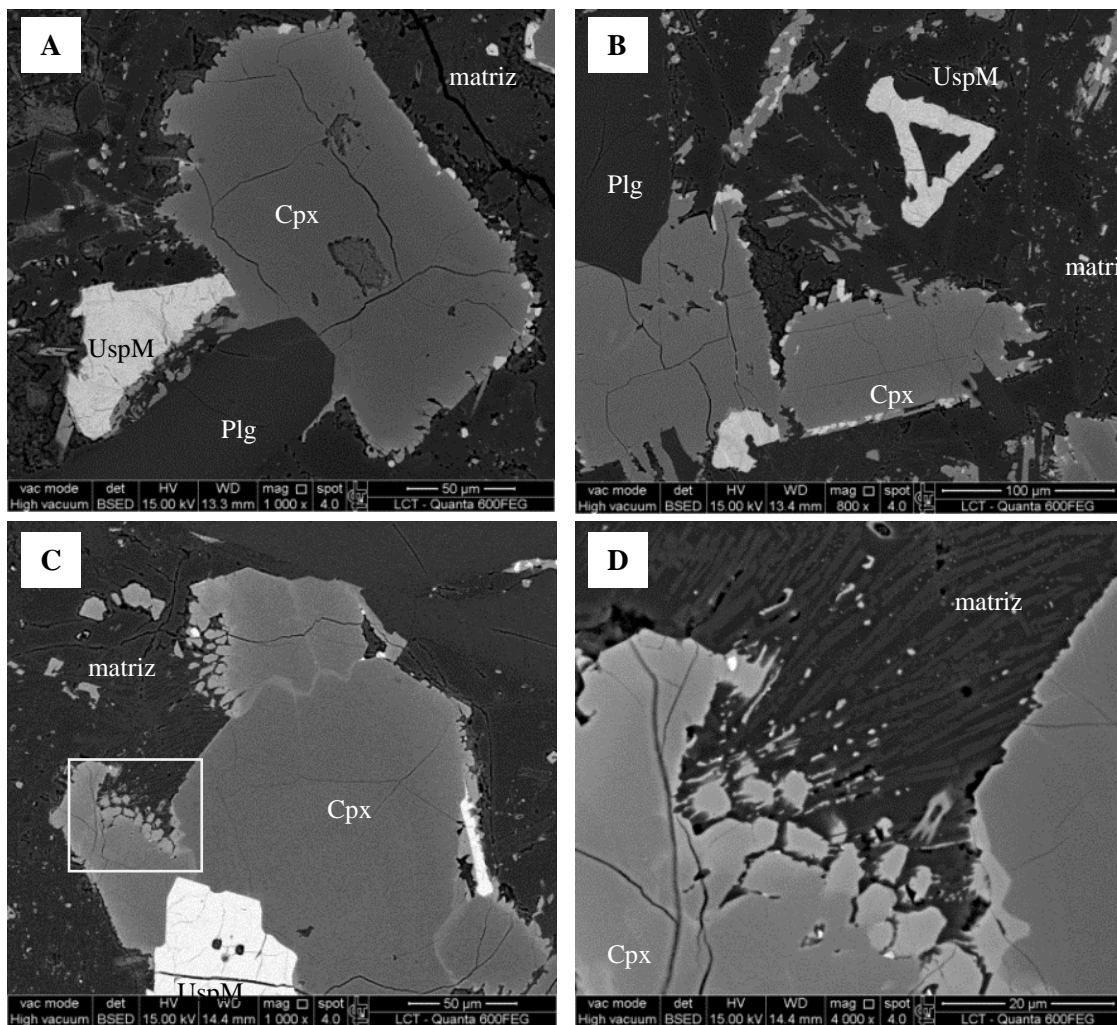 A
matriz
Cpx
UspM
Plg
vac mode det HV WD mag spot
High vacuum BSED 15.00 kV 13.3 mm 1 000 x 4.0
50 µm
LCT - Quanta 600FEG
B
UspM
Plg
matri
Cpx
vac mode det HV WD mag spot
High vacuum BSED 15.00 kV 13.4 mm 800 x 4.0
100 µm
LCT - Quanta 600FEG
C
matriz
Cpx
UspM
vac mode det HV WD mag spot
High vacuum BSED 15.00 kV 14.4 mm 1 000 x 4.0
50 µm
LCT - Quanta 600FEG
D
matriz
Cpx
vac mode det HV WD mag spot
High vacuum BSED 15.00 kV 14.4 mm 4 000 x 4.0
20 µm
LCT - Quanta 600FEG